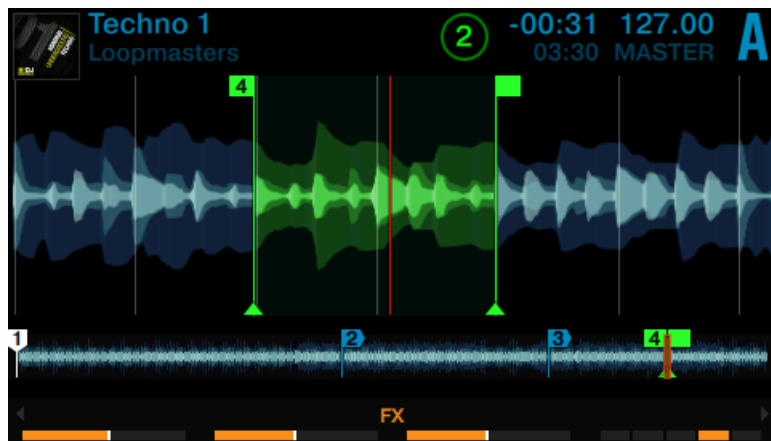 Techno 1
Loopmasters
2
-00:31 127.00
03:30 MASTER
A
4
1 2 3 4
FX